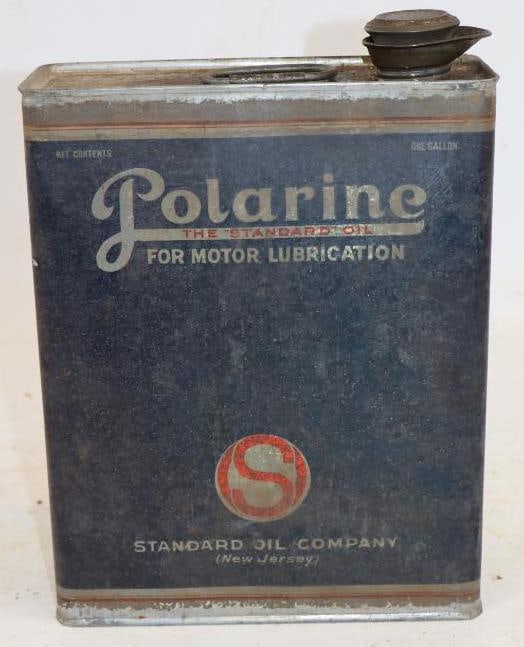 NET CONTENTS
ONE GALLON.
Polarine
THE "STANDARD" OIL
FOR MOTOR LUBRICATION
S
STANDARD OIL COMPANY
(New Jersey)